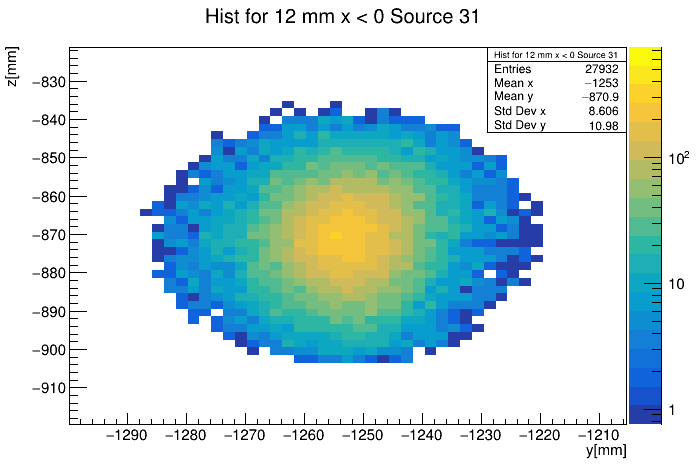 Hist for 12 mm x < 0 Source 31
z[mm]
Hist for 12 mm x < 0 Source 31
Entries 27932
Mean x −1253
Mean y −870.9
Std Dev x 8.606
Std Dev y 10.98
−830
−840
−850
−860
−870
−880
−890
−900
−910
10²
10
1
−1290 −1280 −1270 −1260 −1250 −1240 −1230 −1220 −1210
y[mm]